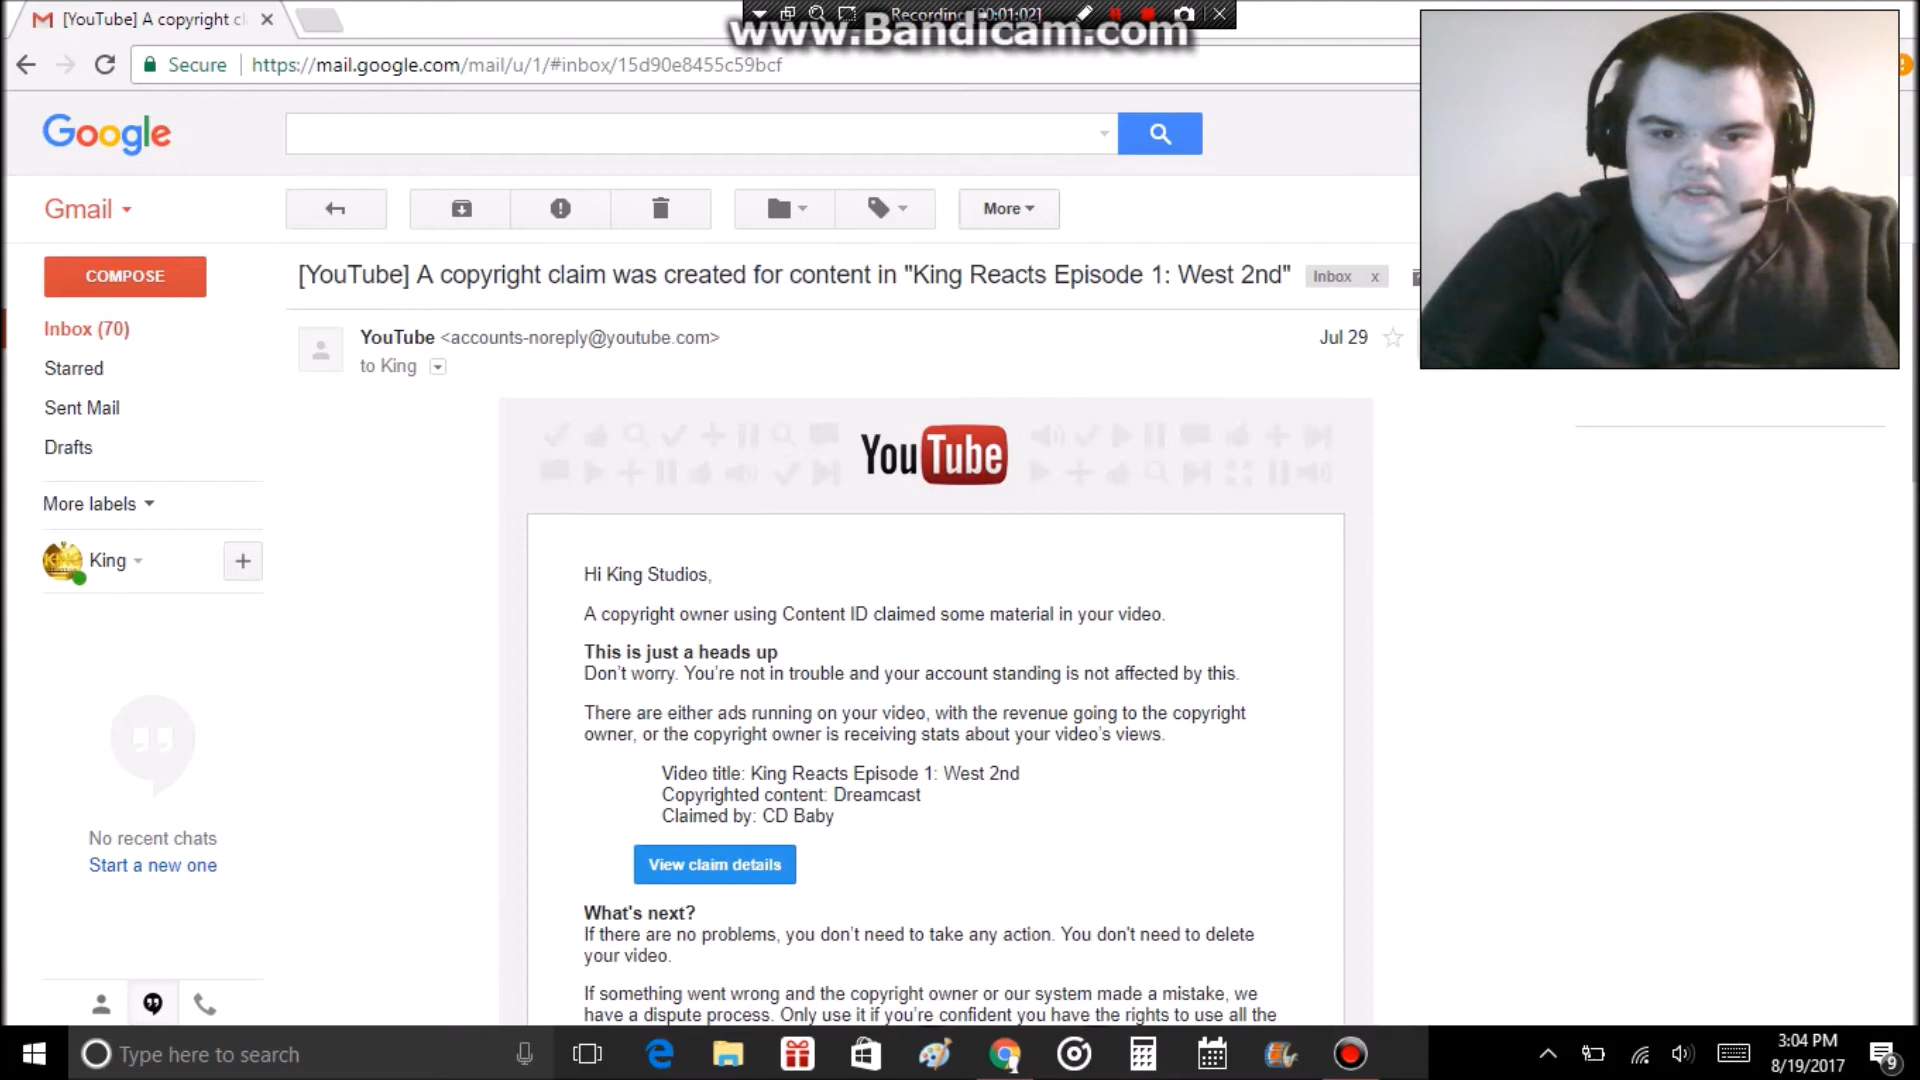 [YouTube] A copyright cl
Recording [00:01:02]
www.Bandicam.com
Secure
https://mail.google.com/mail/u/1/#inbox/15d90e8455c59bcf
Google
Gmail
More
COMPOSE
[YouTube] A copyright claim was created for content in "King Reacts Episode 1: West 2nd"
Inbox x
Inbox (70)
YouTube <accounts-noreply@youtube.com>
Jul 29
to King
Starred
Sent Mail
Drafts
More labels
King
YouTube
Hi King Studios,
A copyright owner using Content ID claimed some material in your video.
This is just a heads up
Don't worry. You're not in trouble and your account standing is not affected by this.
There are either ads running on your video, with the revenue going to the copyright
owner, or the copyright owner is receiving stats about your video's views.
Video title: King Reacts Episode 1: West 2nd
Copyrighted content: Dreamcast
Claimed by: CD Baby
View claim details
No recent chats
Start a new one
What's next?
If there are no problems, you don't need to take any action. You don't need to delete
your video.
If something went wrong and the copyright owner or our system made a mistake, we
have a dispute process. Only use it if you're confident you have the rights to use all the
Type here to search
3:04 PM
8/19/2017
9